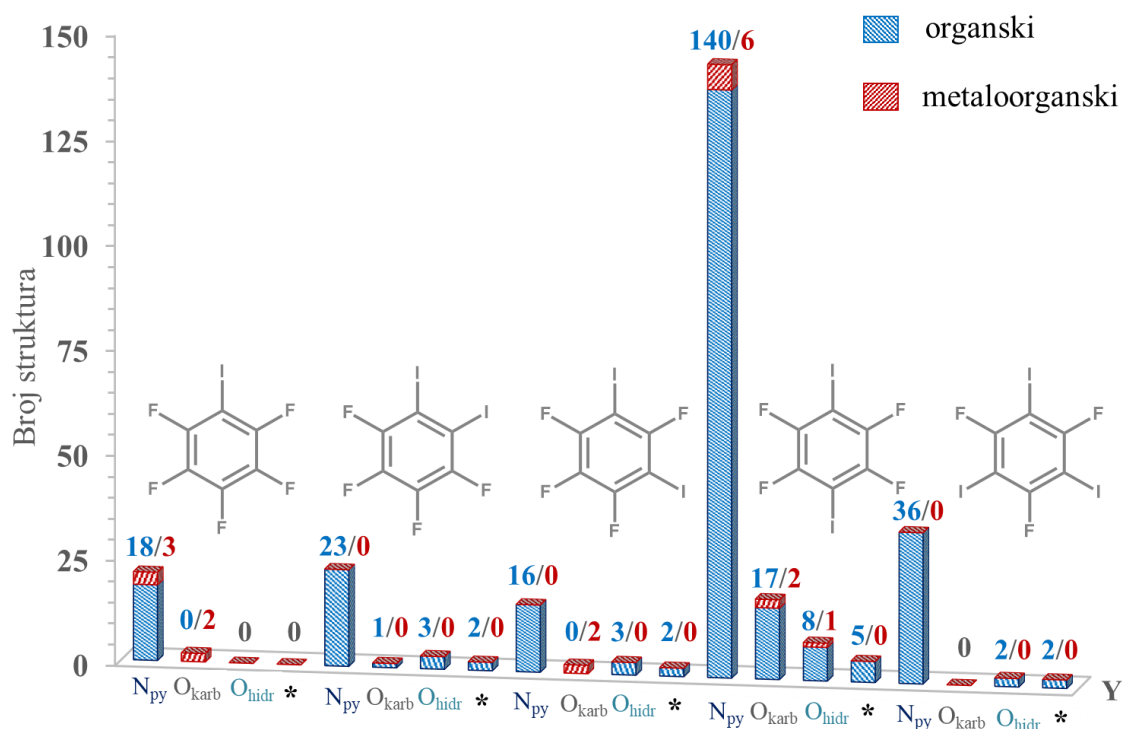 organski
metaloorganski
Broj struktura
150
125
100
75
50
25
0
18/3
0/2
0
0
23/0
1/0
3/0
2/0
16/0
0/2
3/0
2/0
140/6
17/2
8/1
5/0
36/0
0
2/0
2/0
I
F
F
F
F
F
I
F
I
F
F
F
I
F
F
F
I
F
I
F
F
F
F
I
I
F
F
I
I
F
Npy Okarb Ohidr * Npy Okarb Ohidr * Npy Okarb Ohidr * Npy Okarb Ohidr * Npy Okarb Ohidr * Y